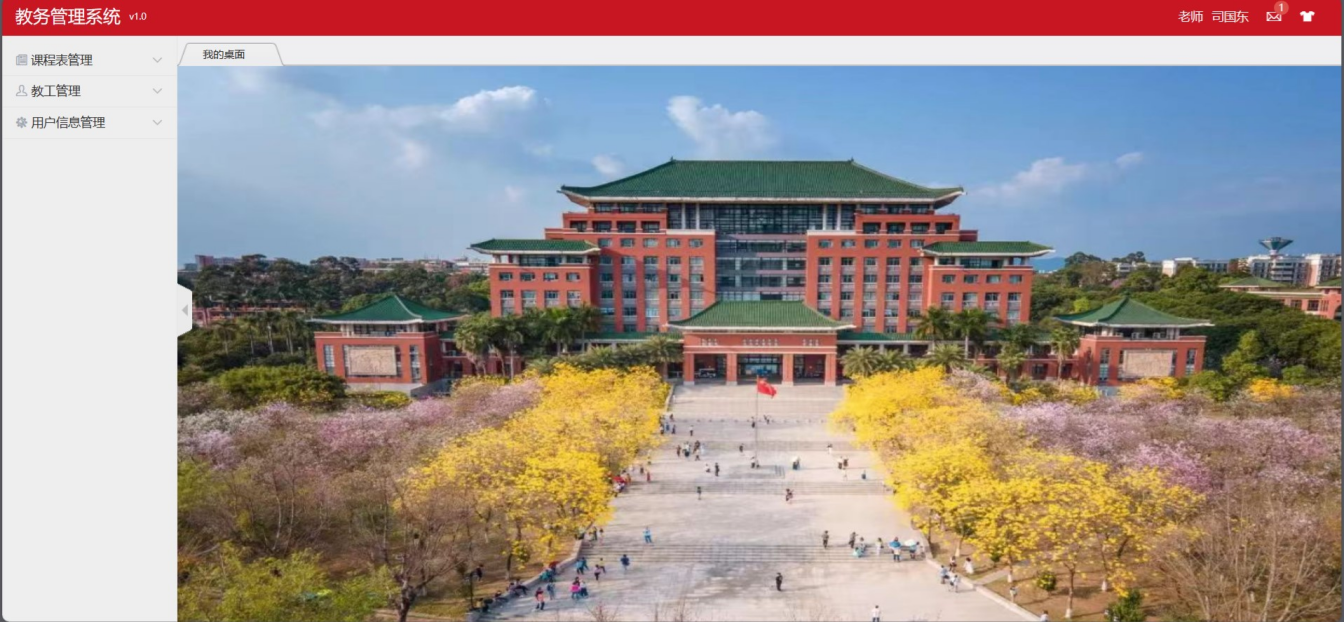 教务管理系统 v1.0
老师 司国东 1
课程表管理
教工管理
用户信息管理
我的桌面